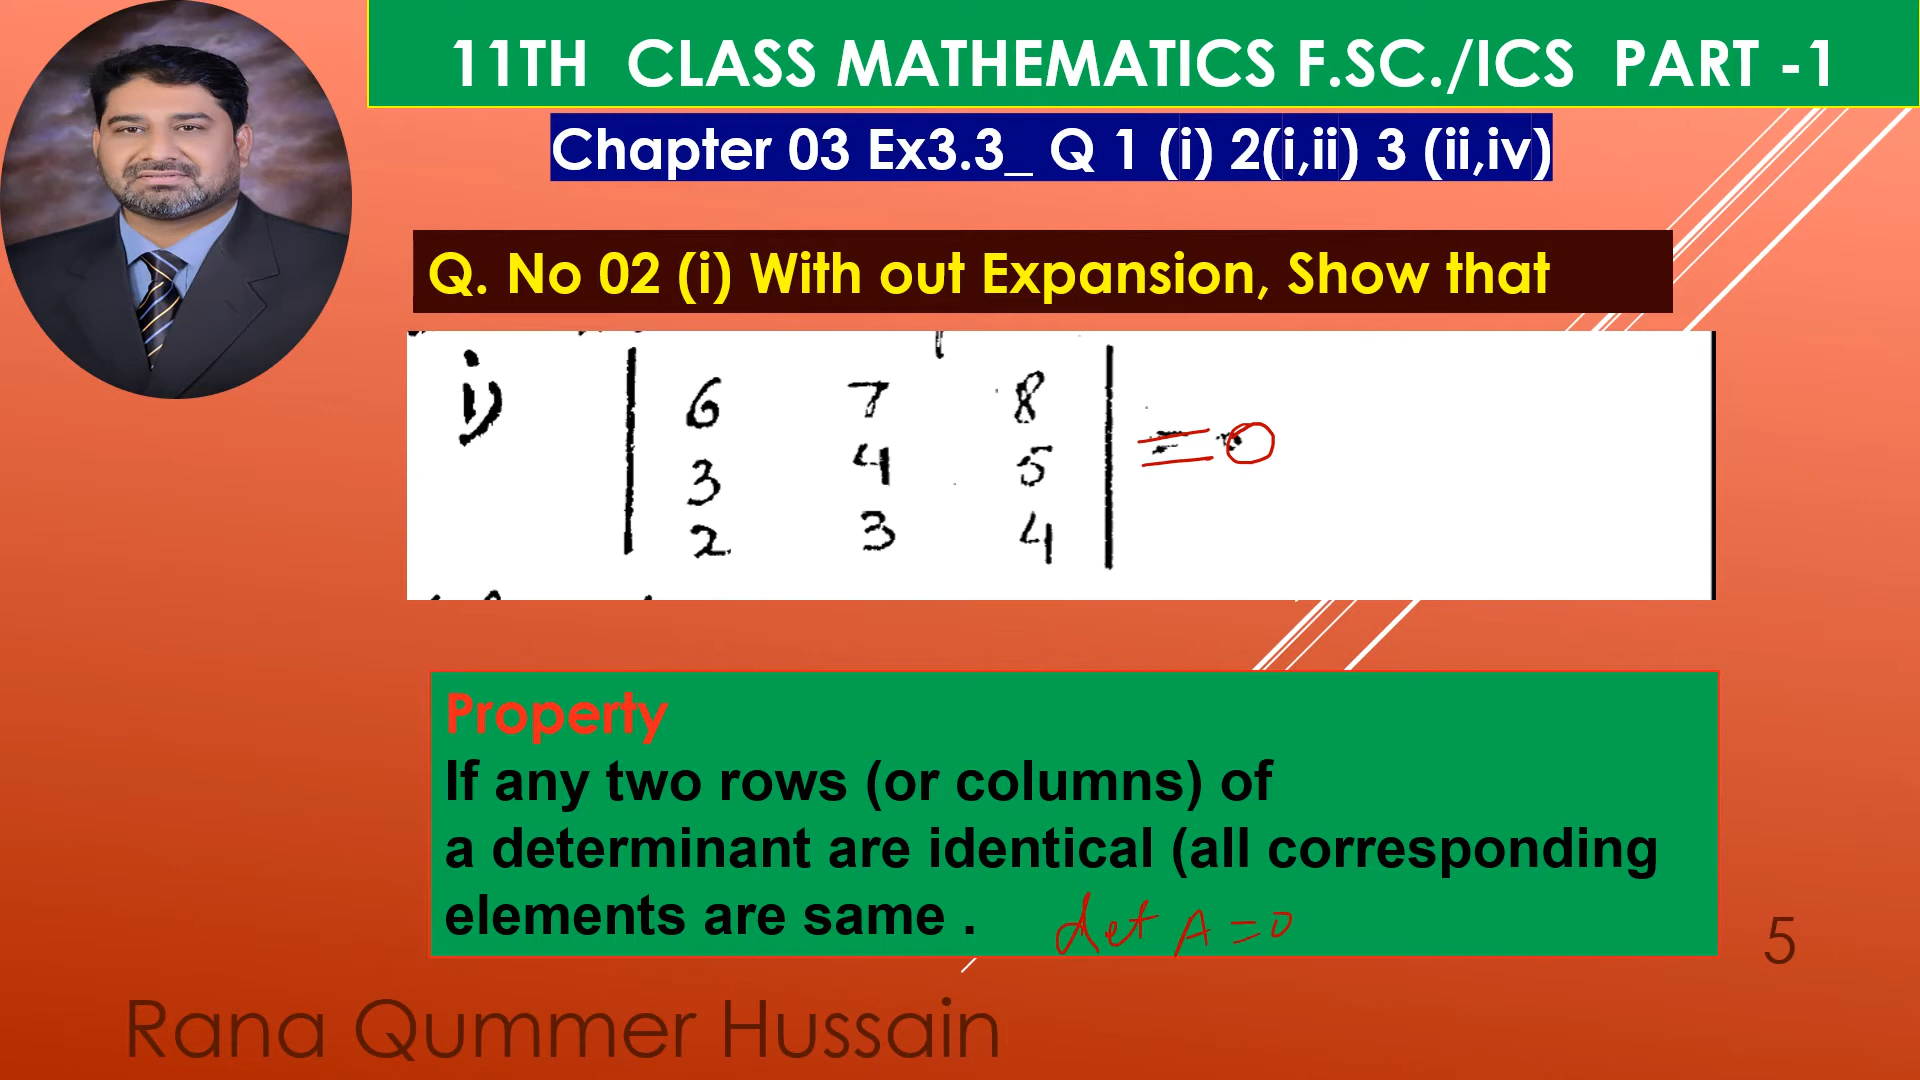 11TH CLASS MATHEMATICS F.SC./ICS PART -1
Chapter 03 Ex3.3_ Q 1 (i) 2(i,ii) 3 (ii,iv)
Q. No 02 (i) With out Expansion, Show that
i) | 6 7 8 |
| 3 4 5 | = 0
| 2 3 4 |
Property
If any two rows (or columns) of
a determinant are identical (all corresponding
elements are same . det A = 0
5
Rana Qummer Hussain